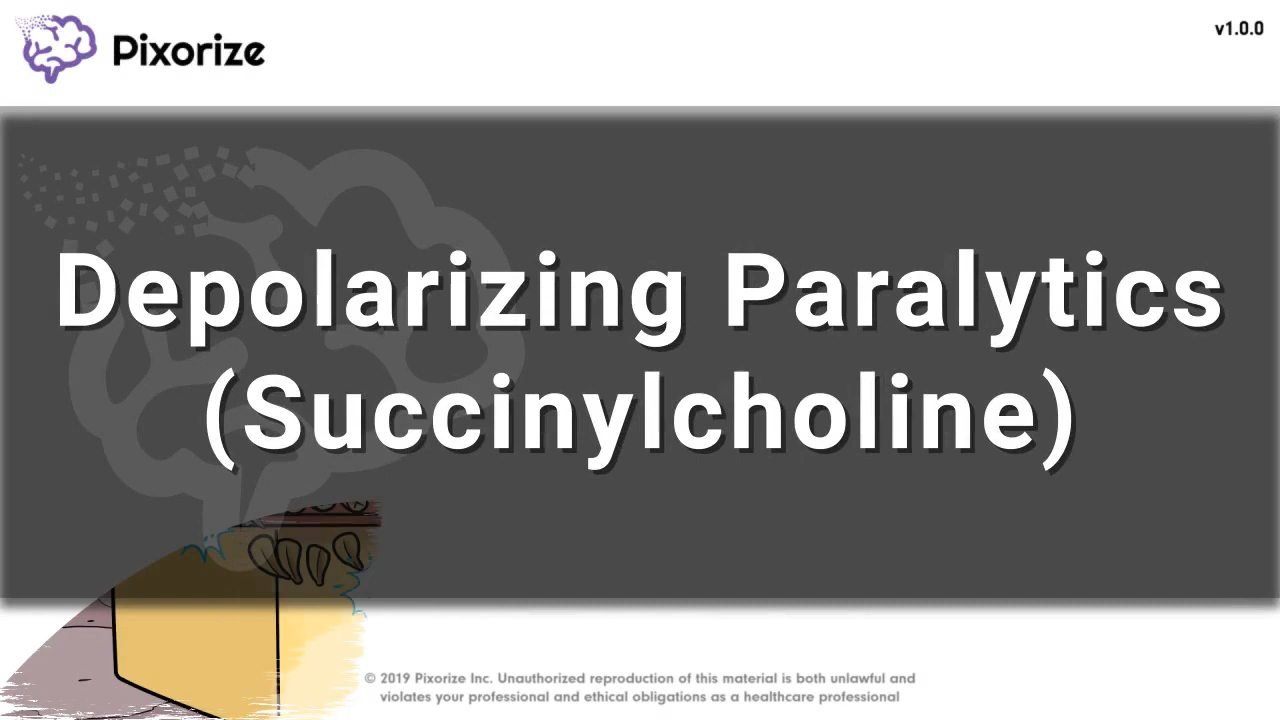 Pixorize
v1.0.0
Depolarizing Paralytics
(Succinylcholine)
© 2019 Pixorize Inc. Unauthorized reproduction of this material is both unlawful and
violates your professional and ethical obligations as a healthcare professional